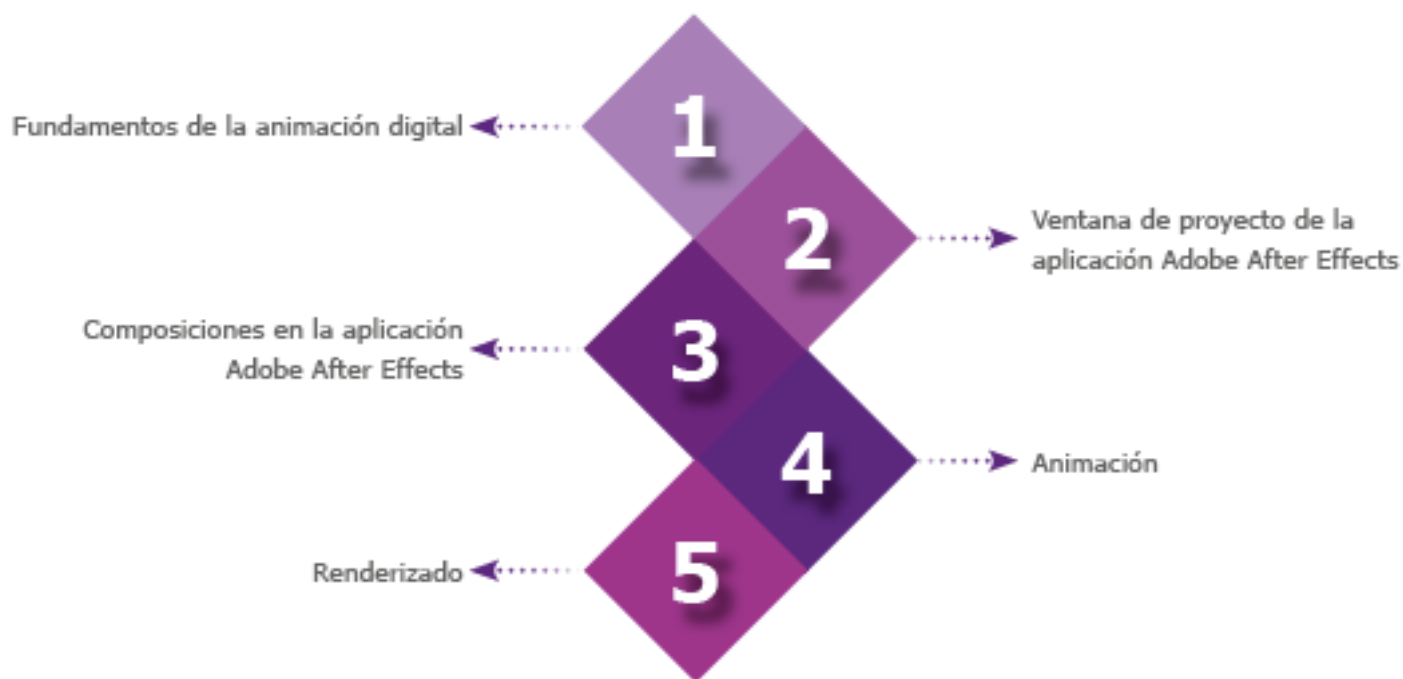 1
Fundamentos de la animación digital
2
Ventana de proyecto de la
aplicación Adobe After Effects
3
Composiciones en la aplicación
Adobe After Effects
4
Animación
5
Renderizado